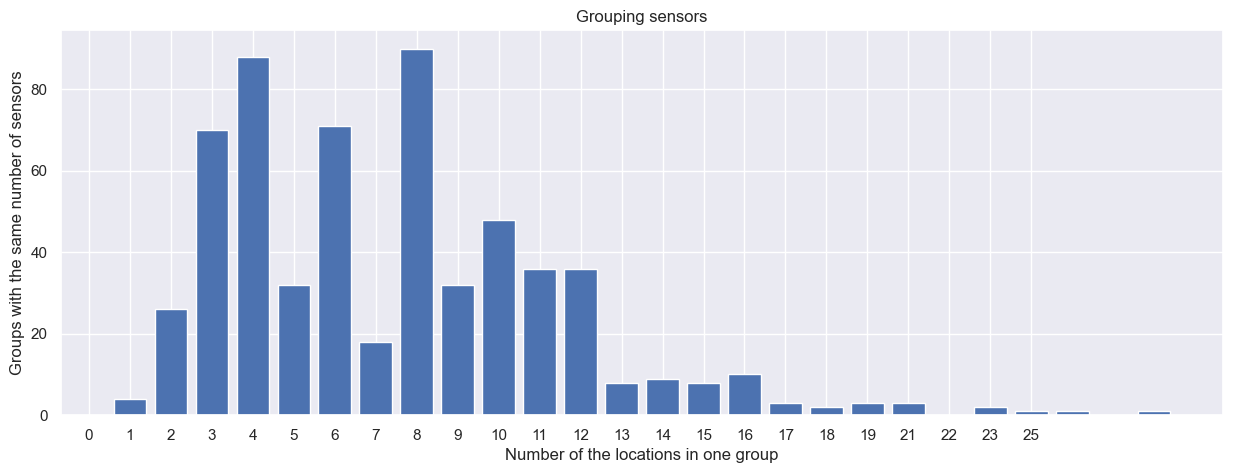 Grouping sensors
Groups with the same number of sensors
80
60
40
20
0
0 1 2 3 4 5 6 7 8 9 10 11 12 13 14 15 16 17 18 19 21 22 23 25
Number of the locations in one group